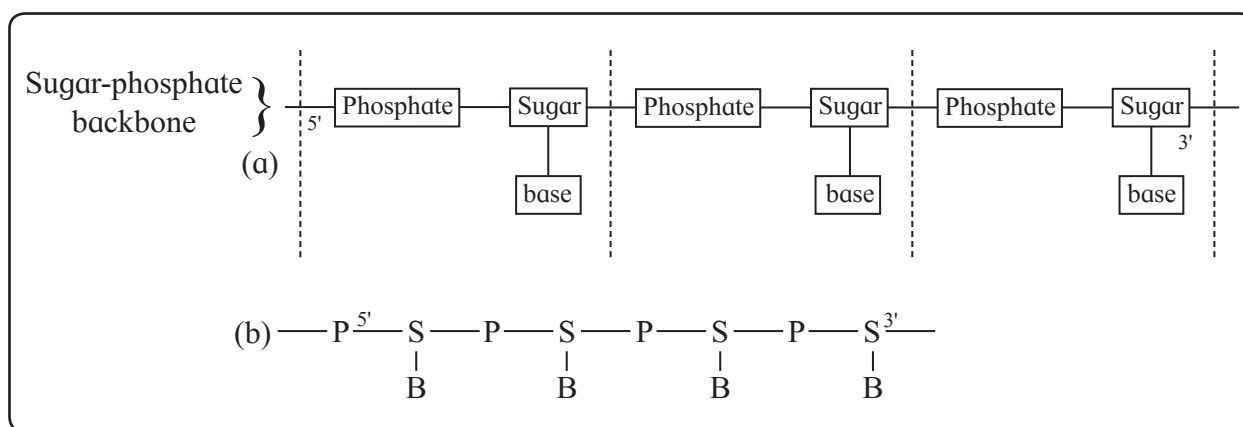 Sugar-phosphate
backbone
(a)
5' Phosphate Sugar Phosphate Sugar Phosphate Sugar 3'
base base base
(b) P 5' S P S P S P S 3'
B B B B